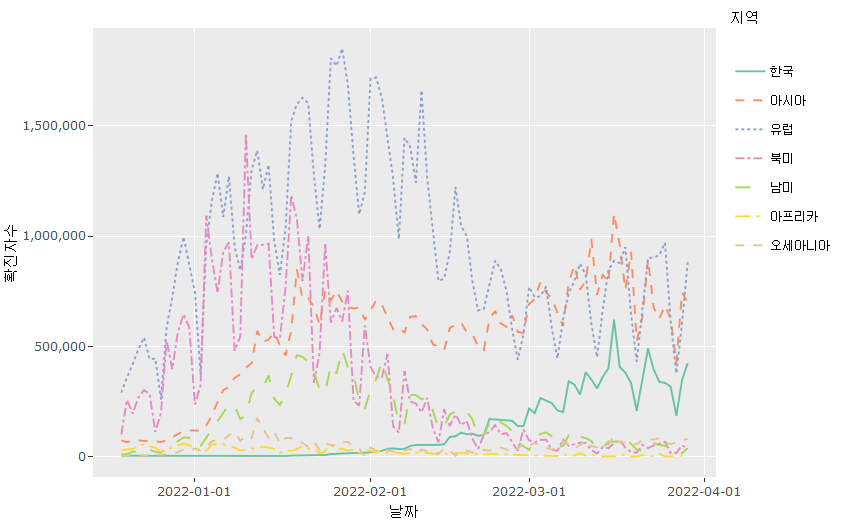 지역
한국
아시아
유럽
북미
남미
아프리카
오세아니아
확진자수
1,500,000
1,000,000
500,000
0
2022-01-01
2022-02-01
2022-03-01
2022-04-01
날짜